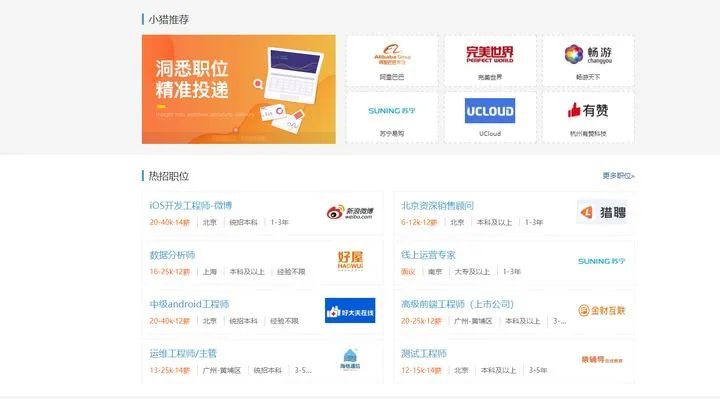 小猎推荐
洞悉职位
精准投递
Alibaba Group
阿里巴巴
完美世界
PERFECT WORLD
完美世界
畅游
changyou
畅游天下
SUNING 苏宁
苏宁易购
UCLOUD
UCloud
有赞
杭州有赞科技
热招职位
更多职位»
iOS开发工程师-微博
20-40k·14薪 北京 统招本科 1-3年
新浪微博
weibo.com
北京资深销售顾问
6-12k·12薪 北京 本科及以上 1-3年
猎聘
数据分析师
16-25k·12薪 上海 本科及以上 经验不限
好屋
HAOWU
线上运营专家
面议 南京 大专及以上 1-3年
SUNING 苏宁
中级android工程师
20-40k·12薪 北京 统招本科 经验不限
好大夫在线
高级前端工程师（上市公司）
20-25k·12薪 广州-黄埔区 本科及以上 3-...
金财互联
运维工程师/主管
13-25k·14薪 广州-黄埔区 统招本科 3-5...
海格通信
测试工程师
12-15k·14薪 北京 本科及以上 3-5年